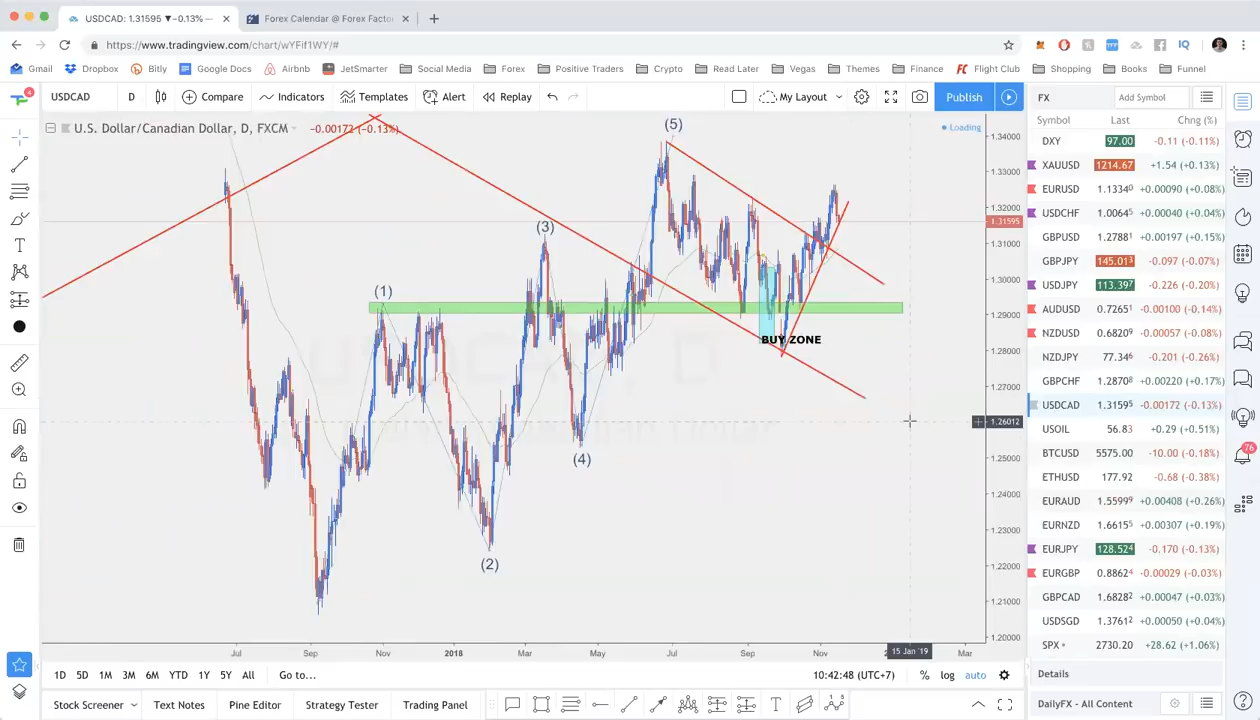 USDCAD: 1.31595 ▼−0.13% —
Forex Calendar @ Forex Facto
https://www.tradingview.com/chart/wYFif1WY/#
Gmail Dropbox Bitly Google Docs Airbnb JetSmarter Social Media Forex Positive Traders Crypto Read Later Vegas Themes Finance Flight Club Shopping Books Funnel
USDCAD D Compare Indicators Templates Alert Replay My Layout Publish
U.S. Dollar/Canadian Dollar, D, FXCM −0.00172 (−0.13%)
Loading
(5)
(3)
(1)
(4)
(2)
BUY ZONE
1.34000
1.33000
1.32000
1.31595
1.31000
1.30000
1.29000
1.28000
1.27000
1.26012
1.25000
1.24000
1.23000
1.22000
1.21000
1.20000
Jul Sep Nov 2018 Mar May Jul Sep Nov 15 Jan '19 Mar
1D 5D 1M 3M 6M YTD 1Y 5Y All Go to... 10:42:48 (UTC+7) % log auto
Stock Screener Text Notes Pine Editor Strategy Tester Trading Panel
FX Add Symbol
Symbol Last Chng (%)
DXY 97.00 -0.11 (-0.11%)
XAUUSD 1214.67 +1.54 (+0.13%)
EURUSD 1.13340 +0.00090 (+0.08%)
USDCHF 1.00645 +0.00040 (+0.04%)
GBPUSD 1.27881 +0.00197 (+0.15%)
GBPJPY 145.013 -0.097 (-0.07%)
USDJPY 113.397 -0.226 (-0.20%)
AUDUSD 0.72651 -0.00100 (-0.14%)
NZDUSD 0.68209 -0.00057 (-0.08%)
NZDJPY 77.346 -0.201 (-0.26%)
GBPCHF 1.28708 +0.00220 (+0.17%)
USDCAD 1.31595 -0.00172 (-0.13%)
USOIL 56.83 +0.29 (+0.51%)
BTCUSD 5575.00 -10.00 (-0.18%)
ETHUSD 177.92 -0.68 (-0.38%)
EURAUD 1.55999 +0.00408 (+0.26%)
EURNZD 1.66155 +0.00307 (+0.19%)
EURJPY 128.524 -0.170 (-0.13%)
EURGBP 0.88624 -0.00029 (-0.03%)
GBPCAD 1.68282 +0.00047 (+0.03%)
USDSGD 1.37612 +0.00050 (+0.04%)
SPX 2730.20 +28.62 (+1.06%)
Details
DailyFX - All Content
4
76